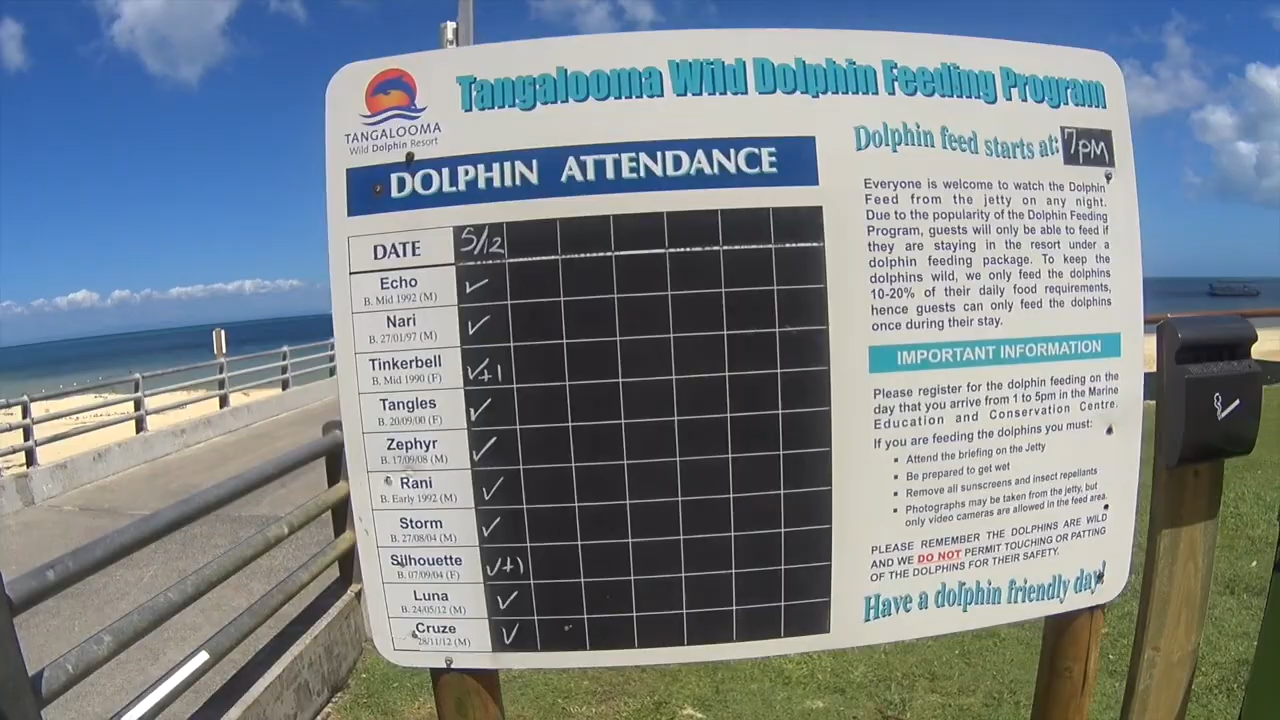 TANGALOOMA
Wild Dolphin Resort
Tangalooma Wild Dolphin Feeding Program
DOLPHIN ATTENDANCE
DATE 5/12
Echo ✓
B. Mid 1992 (M)
Nari ✓
B. 27/01/97 (M)
Tinkerbell ✓+1
B. Mid 1990 (F)
Tangles ✓
B. 20/09/00 (F)
Zephyr ✓
B. 17/09/08 (M)
Rani ✓
B. Early 1992 (M)
Storm ✓
B. 27/08/04 (M)
Silhouette ✓+1
B. 07/09/04 (F)
Luna ✓
B. 24/05/12 (M)
Cruze ✓
28/11/12 (M)
Dolphin feed starts at: 7PM
Everyone is welcome to watch the Dolphin
Feed from the jetty on any night.
Due to the popularity of the Dolphin Feeding
Program, guests will only be able to feed if
they are staying in the resort under a
dolphin feeding package. To keep the
dolphins wild, we only feed the dolphins
10-20% of their daily food requirements,
hence guests can only feed the dolphins
once during their stay.
IMPORTANT INFORMATION
Please register for the dolphin feeding on the
day that you arrive from 1 to 5pm in the Marine
Education and Conservation Centre.
If you are feeding the dolphins you must:
▪ Attend the briefing on the Jetty
▪ Be prepared to get wet
▪ Remove all sunscreens and insect repellants
▪ Photographs may be taken from the jetty, but
only video cameras are allowed in the feed area.
PLEASE REMEMBER THE DOLPHINS ARE WILD
AND WE DO NOT PERMIT TOUCHING OR PATTING
OF THE DOLPHINS FOR THEIR SAFETY.
Have a dolphin friendly day!